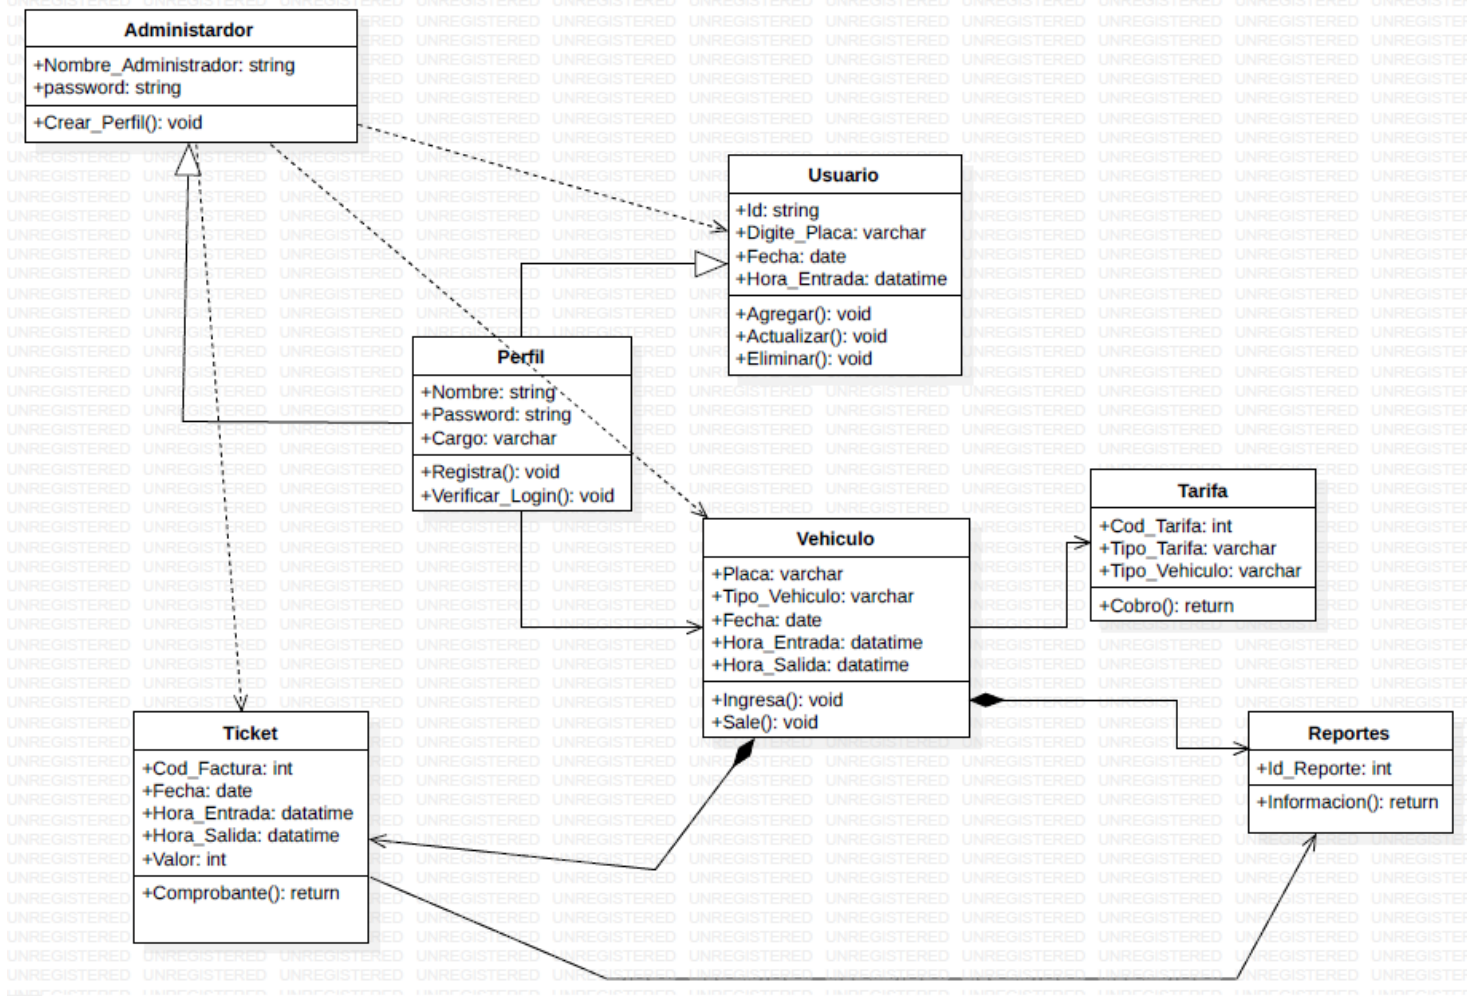 Administardor
+Nombre_Administrador: string
+password: string
+Crear_Perfil(): void
Usuario
+Id: string
+Digite_Placa: varchar
+Fecha: date
+Hora_Entrada: datatime
+Agregar(): void
+Actualizar(): void
+Eliminar(): void
Perfil
+Nombre: string
+Password: string
+Cargo: varchar
+Registra(): void
+Verificar_Login(): void
Tarifa
+Cod_Tarifa: int
+Tipo_Tarifa: varchar
+Tipo_Vehiculo: varchar
+Cobro(): return
Vehiculo
+Placa: varchar
+Tipo_Vehiculo: varchar
+Fecha: date
+Hora_Entrada: datatime
+Hora_Salida: datatime
+Ingresa(): void
+Sale(): void
Ticket
+Cod_Factura: int
+Fecha: date
+Hora_Entrada: datatime
+Hora_Salida: datatime
+Valor: int
+Comprobante(): return
Reportes
+Id_Reporte: int
+Informacion(): return
UNREGISTERED